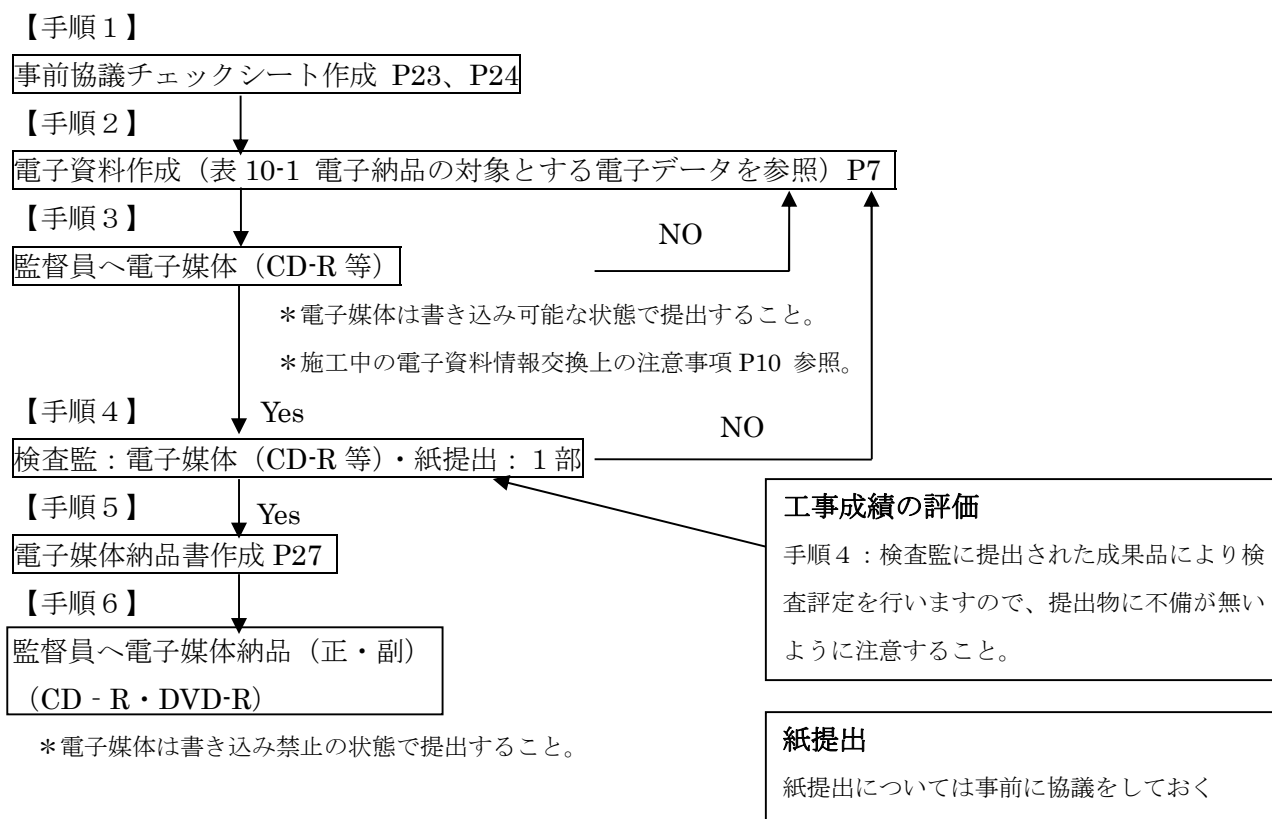 【手順１】
事前協議チェックシート作成 P23、P24
【手順２】
電子資料作成（表 10-1 電子納品の対象とする電子データを参照）P7
【手順３】
NO
監督員へ電子媒体（CD-R 等）
＊電子媒体は書き込み可能な状態で提出すること。
＊施工中の電子資料情報交換上の注意事項 P10 参照。
【手順４】
Yes
NO
検査監：電子媒体（CD-R 等）・紙提出：１部
【手順５】
Yes
電子媒体納品書作成 P27
【手順６】
監督員へ電子媒体納品（正・副）
（CD‐R・DVD-R）
＊電子媒体は書き込み禁止の状態で提出すること。
工事成績の評価
手順４：検査監に提出された成果品により検
査評定を行いますので、提出物に不備が無い
ように注意すること。
紙提出
紙提出については事前に協議をしておく